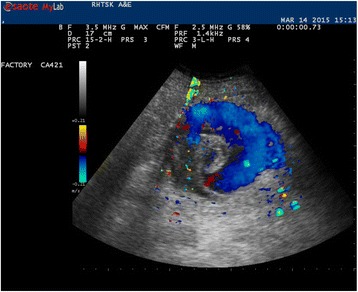 esaote MyLab
RHTSK A&E
MAR 14 2015 15:13
B F 3.5 MHz G MAX CFM F 2.5 MHz G 58% 0:00:00.73
D 17 cm PRF 1.4kHz
PRC 15-2-H PRS 3 PRC 3-L-H PRS 4
PST 2 WF M
FACTORY CA421
+0.21
m/s